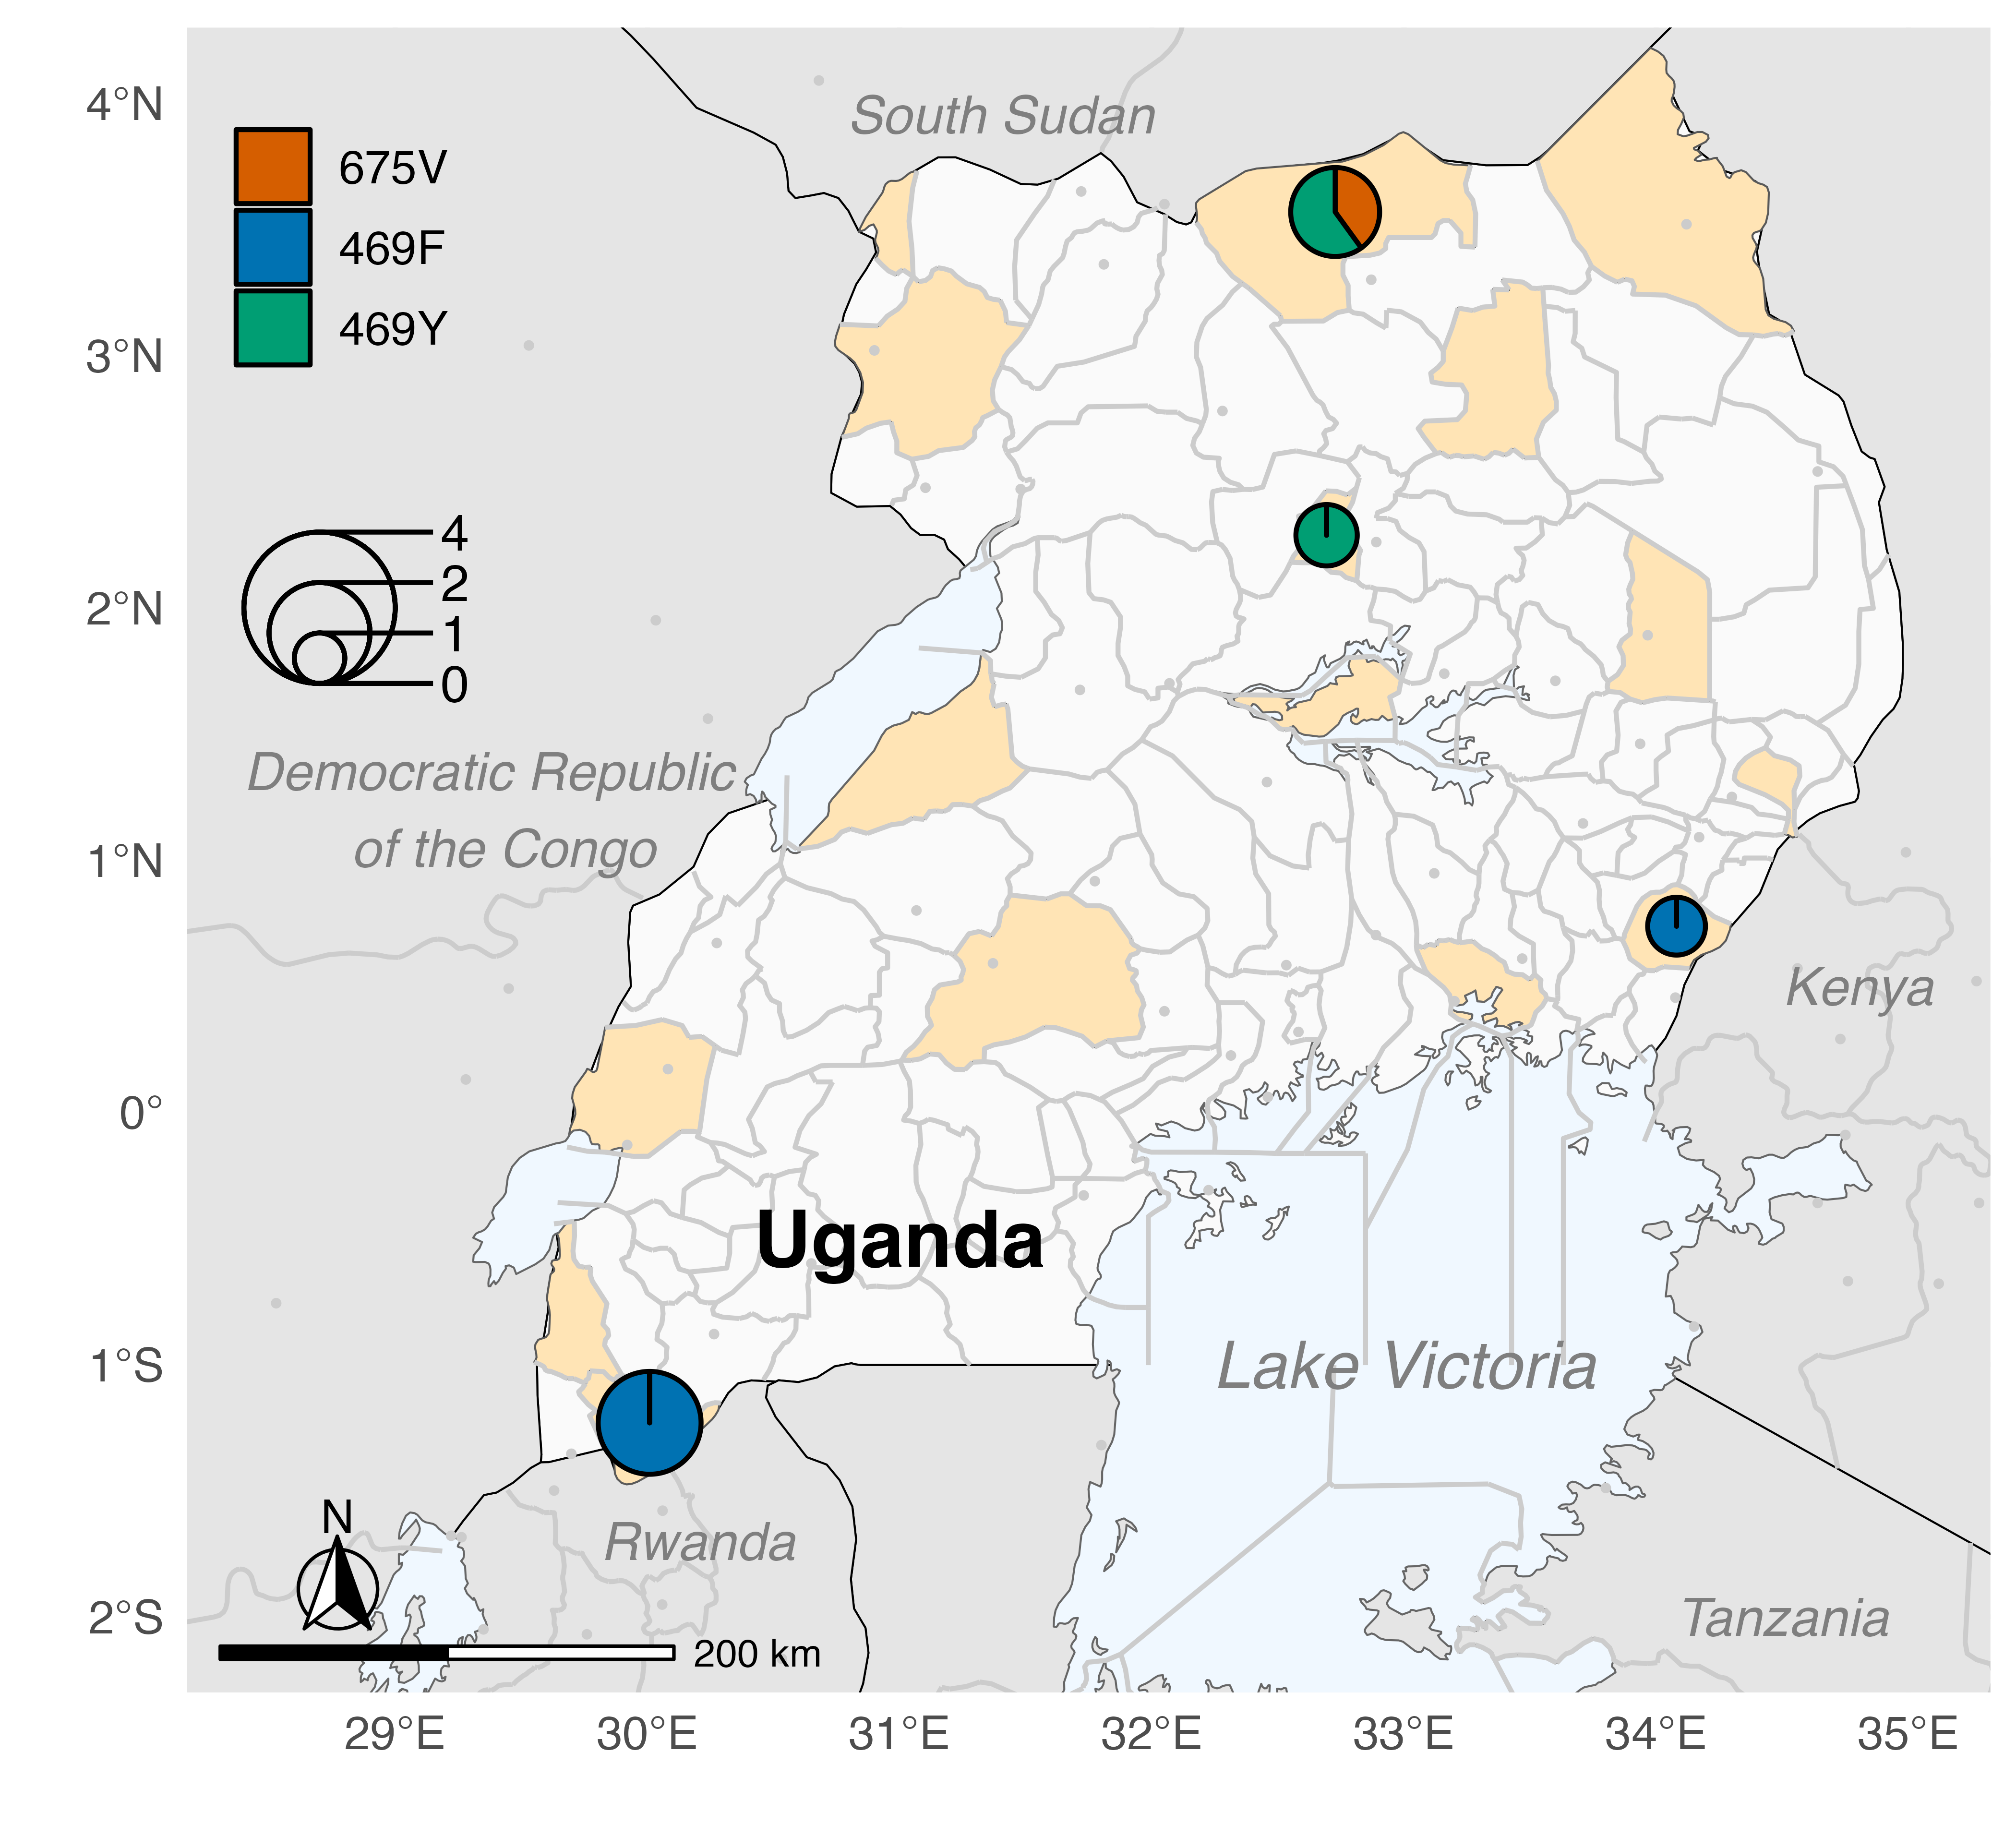 4°N
3°N
2°N
1°N
0°
1°S
2°S
675V
469F
469Y
4
2
1
0
South Sudan
Democratic Republic
of the Congo
Kenya
Uganda
Lake Victoria
Rwanda
Tanzania
N
200 km
29°E
30°E
31°E
32°E
33°E
34°E
35°E